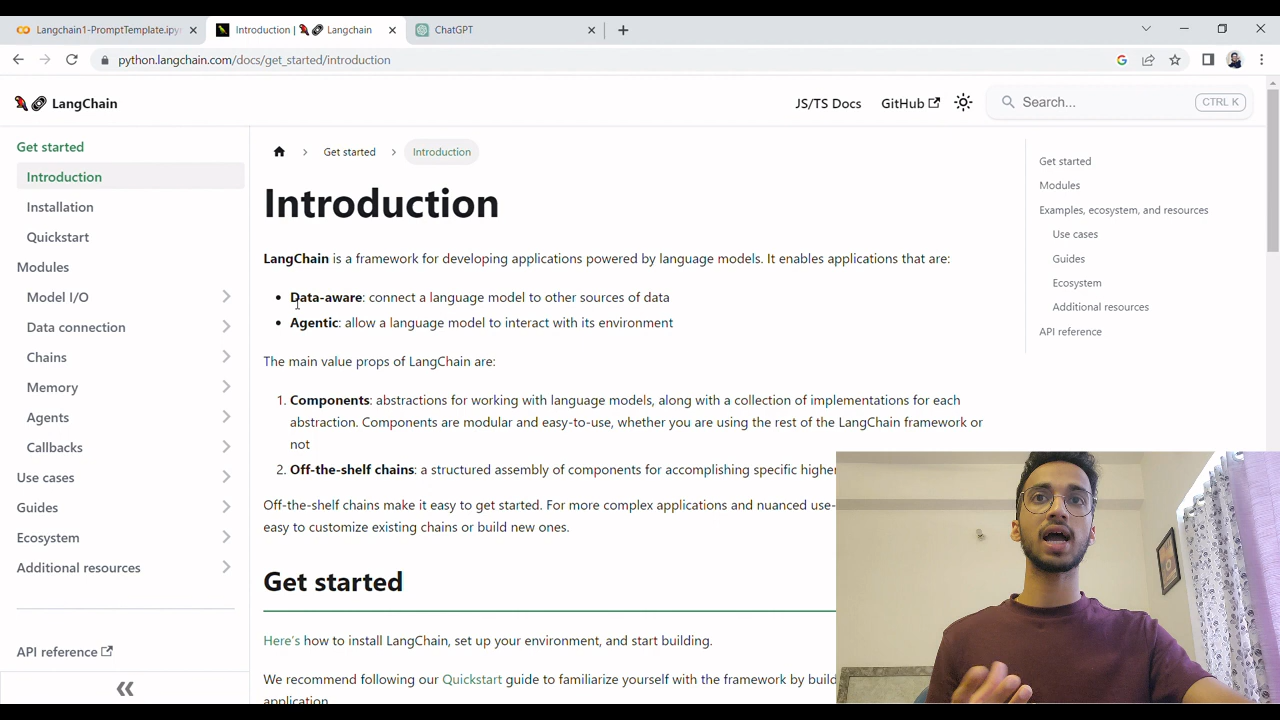 Langchain1-PromptTemplate.ipy
Introduction | Langchain
ChatGPT
python.langchain.com/docs/get_started/introduction
LangChain
JS/TS Docs
GitHub
Search...
CTRL K
Get started
Introduction
Installation
Quickstart
Modules
Model I/O
Data connection
Chains
Memory
Agents
Callbacks
Use cases
Guides
Ecosystem
Additional resources
API reference
Get started
Introduction
Introduction
LangChain is a framework for developing applications powered by language models. It enables applications that are:
Data-aware: connect a language model to other sources of data
Agentic: allow a language model to interact with its environment
The main value props of LangChain are:
1. Components: abstractions for working with language models, along with a collection of implementations for each
abstraction. Components are modular and easy-to-use, whether you are using the rest of the LangChain framework or
not
2. Off-the-shelf chains: a structured assembly of components for accomplishing specific higher
Off-the-shelf chains make it easy to get started. For more complex applications and nuanced use-
easy to customize existing chains or build new ones.
Get started
Here's how to install LangChain, set up your environment, and start building.
We recommend following our Quickstart guide to familiarize yourself with the framework by build
application.
Get started
Modules
Examples, ecosystem, and resources
Use cases
Guides
Ecosystem
Additional resources
API reference